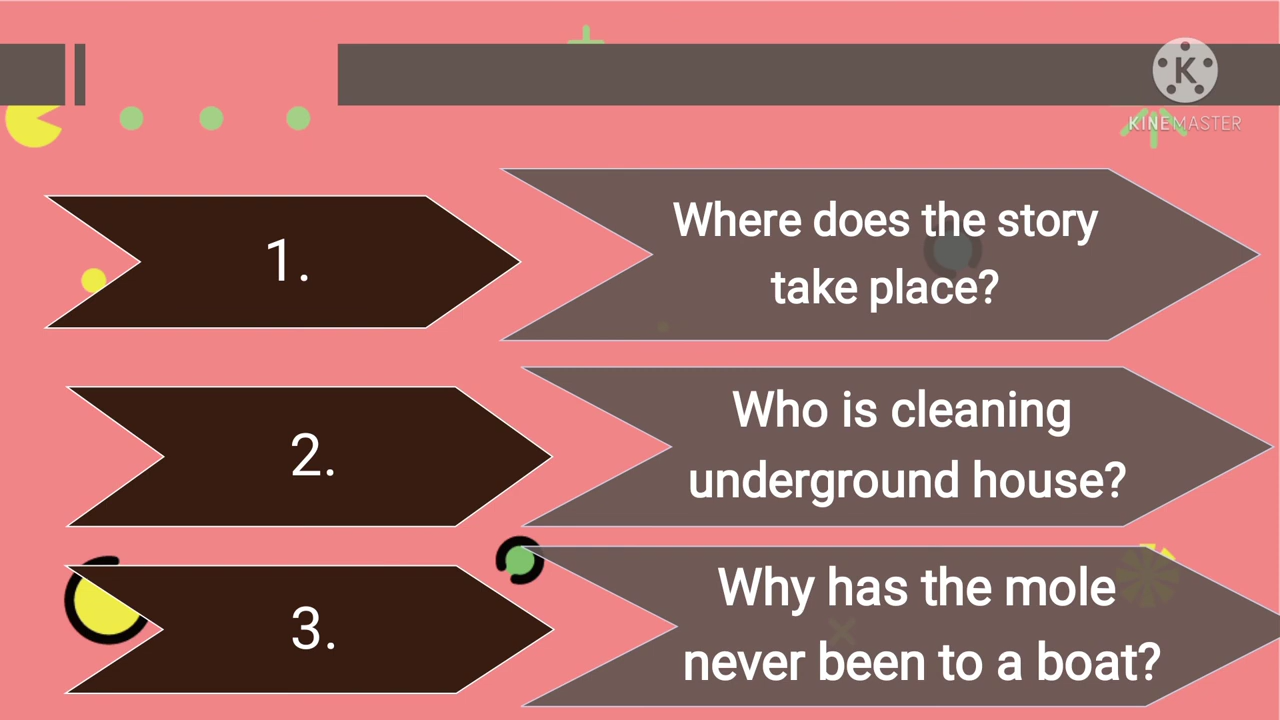 K
KINEMASTER
1.
Where does the story
take place?
2.
Who is cleaning
underground house?
3.
Why has the mole
never been to a boat?